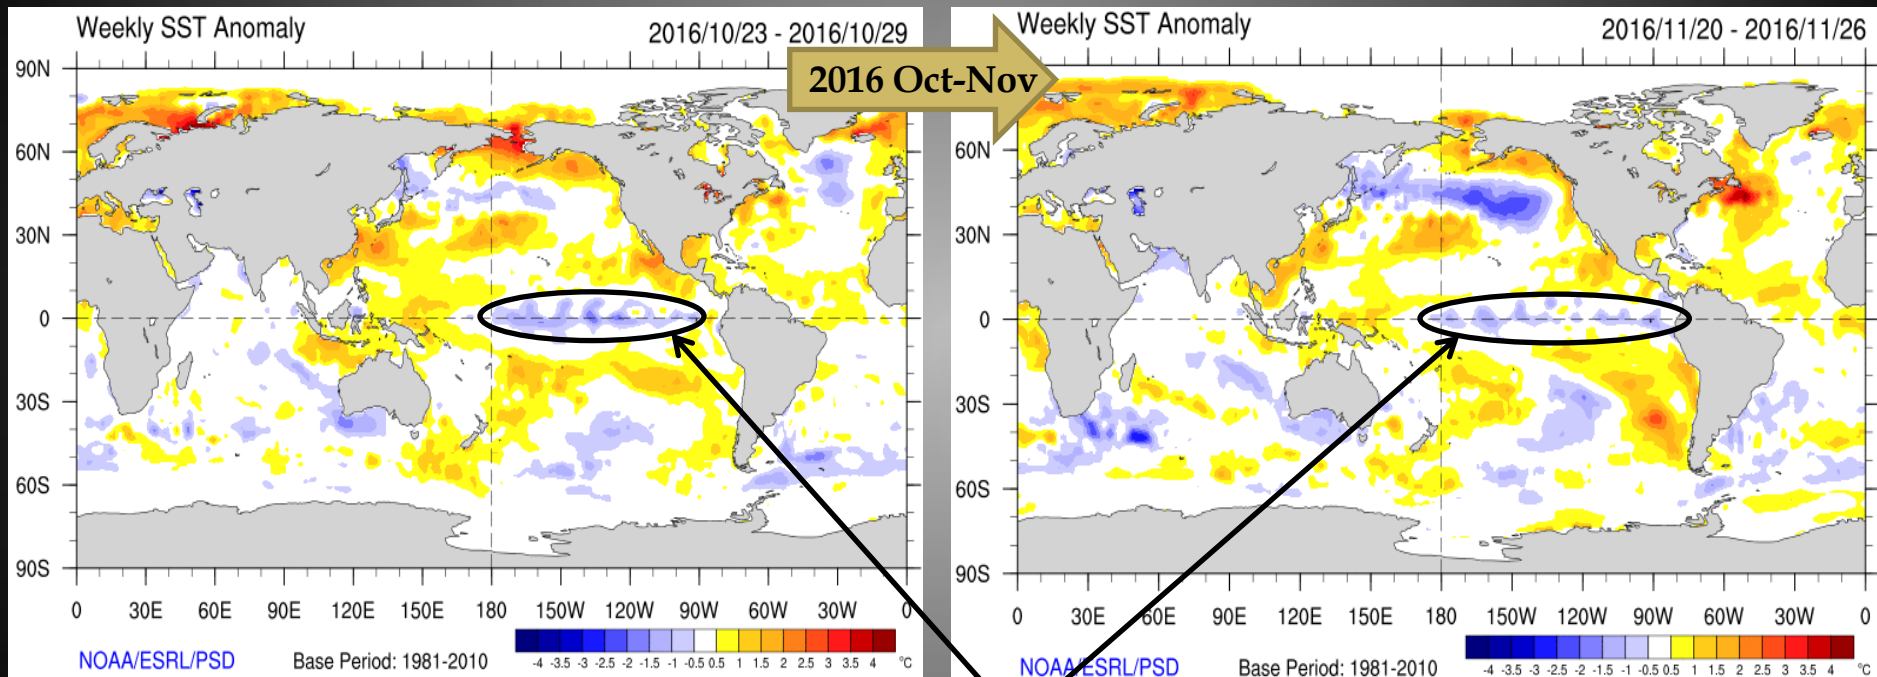 Weekly SST Anomaly
2016/10/23 - 2016/10/29
90N
60N
30N
0
30S
60S
90S
0 30E 60E 90E 120E 150E 180 150W 120W 90W 60W 30W 0
NOAA/ESRL/PSD
Base Period: 1981-2010
-4 -3.5 -3 -2.5 -2 -1.5 -1 -0.5 0.5 1 1.5 2 2.5 3 3.5 4 °C
2016 Oct-Nov
Weekly SST Anomaly
2016/11/20 - 2016/11/26
60N
30N
0
30S
60S
90S
0 30E 60E 90E 120E 150E 180 150W 120W 90W 60W 30W 0
NOAA/ESRL/PSD
Base Period: 1981-2010
-4 -3.5 -3 -2.5 -2 -1.5 -1 -0.5 0.5 1 1.5 2 2.5 3 3.5 4 °C